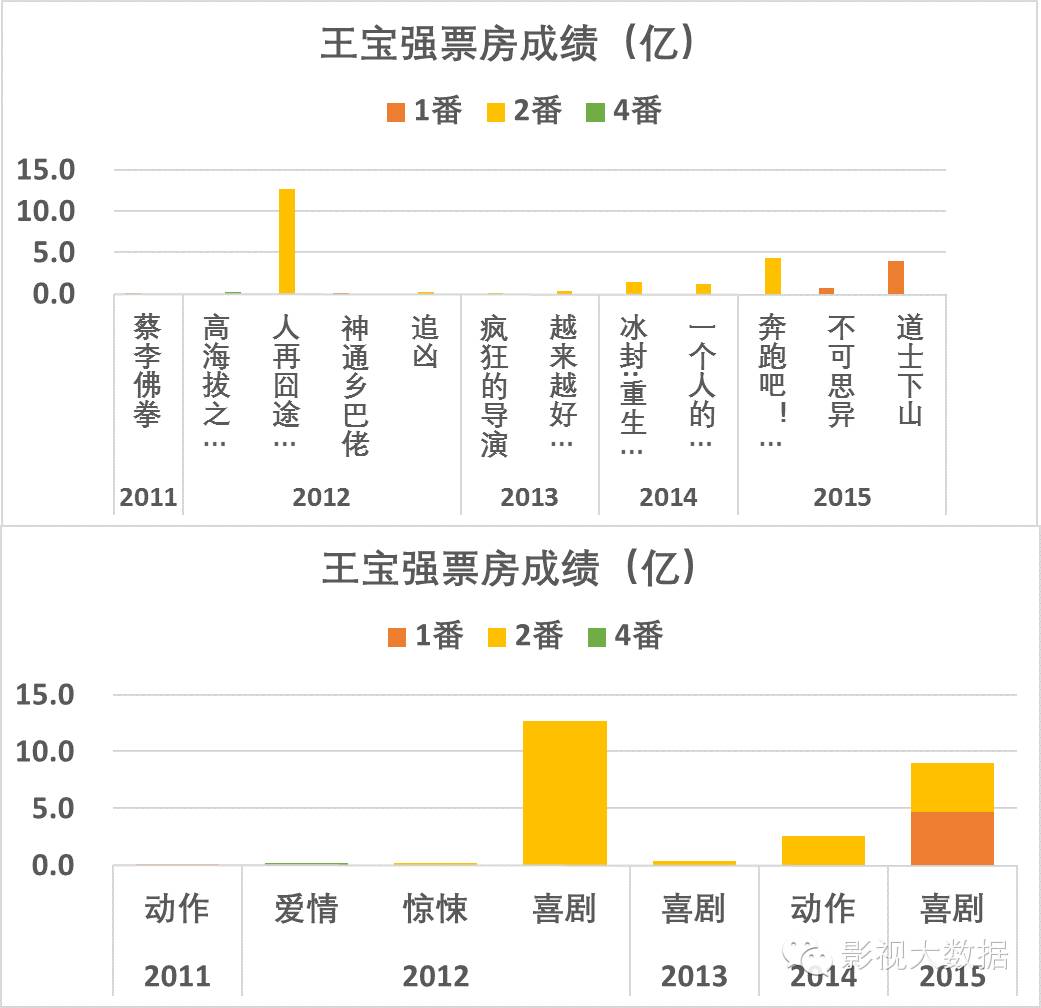 王宝强票房成绩（亿）
1番 2番 4番
15.0
10.0
5.0
0.0
蔡李佛拳
高海拔之…
人再囧途…
神通乡巴佬
追凶
疯狂的导演
越来越好…
冰封:重生…
一个人的…
奔跑吧！…
不可思异
道士下山
2011 2012 2013 2014 2015
王宝强票房成绩（亿）
1番 2番 4番
15.0
10.0
5.0
0.0
动作 爱情 惊悚 喜剧 喜剧 动作 喜剧
2011 2012 2013 2014 2015
影视大数据